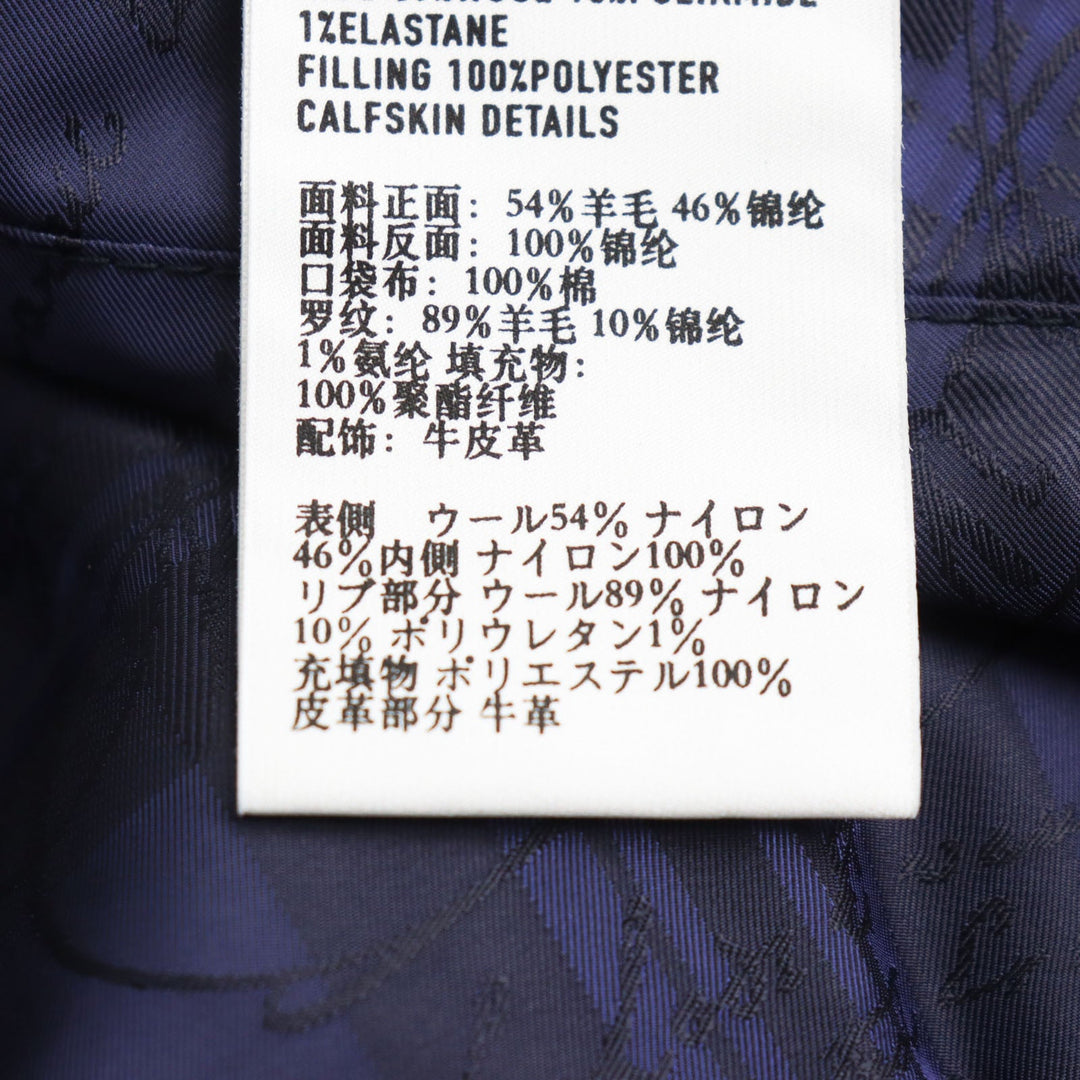 1%ELASTANE
FILLING 100%POLYESTER
CALFSKIN DETAILS
面料正面: 54%羊毛 46%锦纶
面料反面: 100%锦纶
口袋布: 100%棉
罗纹: 89%羊毛 10%锦纶
1%氨纶 填充物:
100%聚酯纤维
配饰: 牛皮革
表側 ウール54% ナイロン
46% 内側 ナイロン100%
リブ部分 ウール89% ナイロン
10% ポリウレタン1%
充填物 ポリエステル100%
皮革部分 牛革